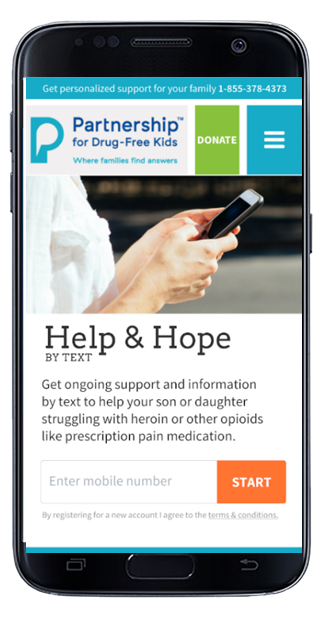 Get personalized support for your family 1-855-378-4373
Partnership™
for Drug-Free Kids
Where families find answers
DONATE
Help & Hope
BY TEXT
Get ongoing support and information
by text to help your son or daughter
struggling with heroin or other opioids
like prescription pain medication.
Enter mobile number
START
By registering for a new account I agree to the terms & conditions.